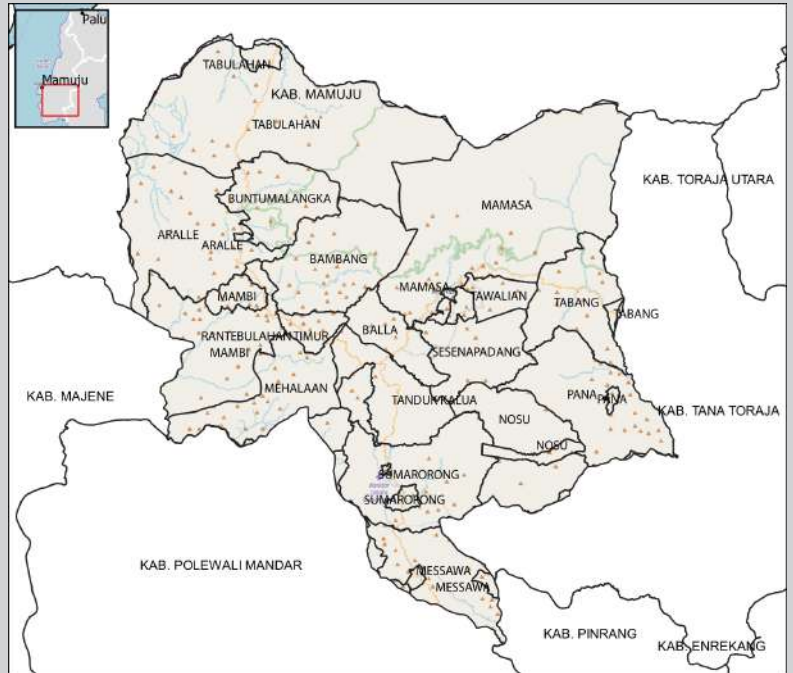 Palu
Mamuju
TABULAHAN
KAB. MAMUJU
TABULAHAN
KAB. TORAJA UTARA
BUNTUMALANGKA
MAMASA
ARALLE
ARALLE
BAMBANG
MAMASA
TAWALIAN
MAMBI
TABANG
TABANG
BALLA
RANTEBULAHAN TIMUR
MAMBI
SESENAPADANG
MEHALAAN
KAB. MAJENE
TANDUK KALUA
PANA
PANA
KAB. TANA TORAJA
NOSU
NOSU
SUMARORONG
SUMARORONG
KAB. POLEWALI MANDAR
MESSAWA
MESSAWA
KAB. PINRANG
KAB. ENREKANG